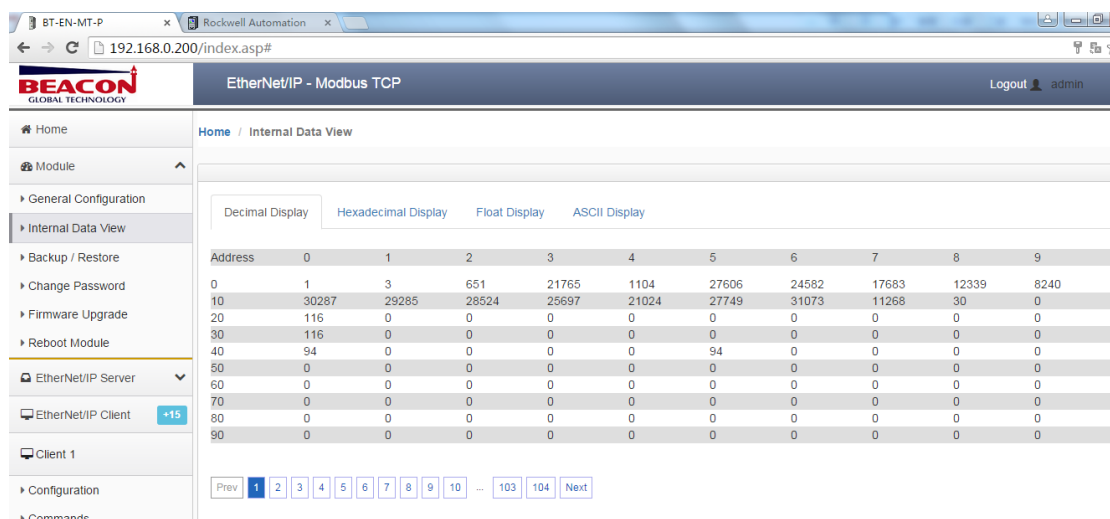 BT-EN-MT-P × Rockwell Automation ×
192.168.0.200/index.asp#
BEACON
GLOBAL TECHNOLOGY
EtherNet/IP - Modbus TCP
Logout admin
Home
Home / Internal Data View
Module
General Configuration
Internal Data View
Backup / Restore
Change Password
Firmware Upgrade
Reboot Module
EtherNet/IP Server
EtherNet/IP Client +15
Client 1
Configuration
Commands
Decimal Display Hexadecimal Display Float Display ASCII Display
Address 0 1 2 3 4 5 6 7 8 9
0 1 3 651 21765 1104 27606 24582 17683 12339 8240
10 30287 29285 28524 25697 21024 27749 31073 11268 30 0
20 116 0 0 0 0 0 0 0 0 0
30 116 0 0 0 0 0 0 0 0 0
40 94 0 0 0 0 94 0 0 0 0
50 0 0 0 0 0 0 0 0 0 0
60 0 0 0 0 0 0 0 0 0 0
70 0 0 0 0 0 0 0 0 0 0
80 0 0 0 0 0 0 0 0 0 0
90 0 0 0 0 0 0 0 0 0 0
Prev 1 2 3 4 5 6 7 8 9 10 ... 103 104 Next